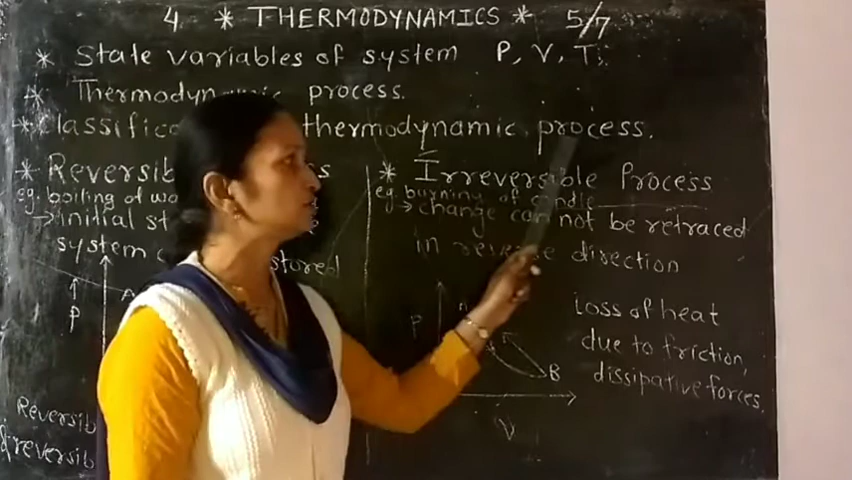 4. * THERMODYNAMICS * 5/7
* State variables of system P, V, T.
* Thermodynamic process.
* Classific thermodynamic process.
* Reversib ss
eg. boiling of wa
→ initial st e
system c stored
A
P
Reversib
Irreversib
* Irreversible Process
eg. burning of candle
→ change can not be retraced
in reverse direction
P
B
V
Loss of heat
due to friction,
dissipative forces.